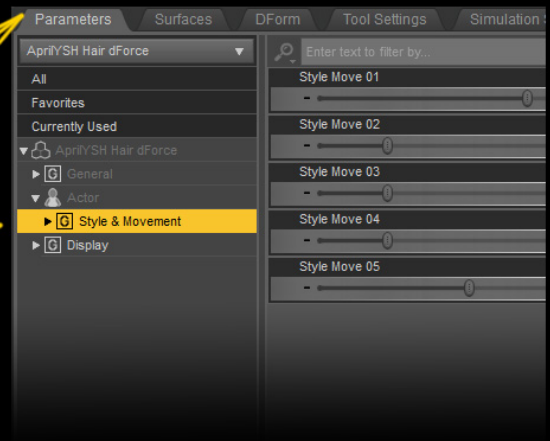 Parameters
Surfaces
DForm
Tool Settings
Simulation S
AprilYSH Hair dForce
Enter text to filter by...
All
Favorites
Currently Used
AprilYSH Hair dForce
G General
Actor
G Style & Movement
G Display
Style Move 01
-
Style Move 02
-
Style Move 03
-
Style Move 04
-
Style Move 05
-